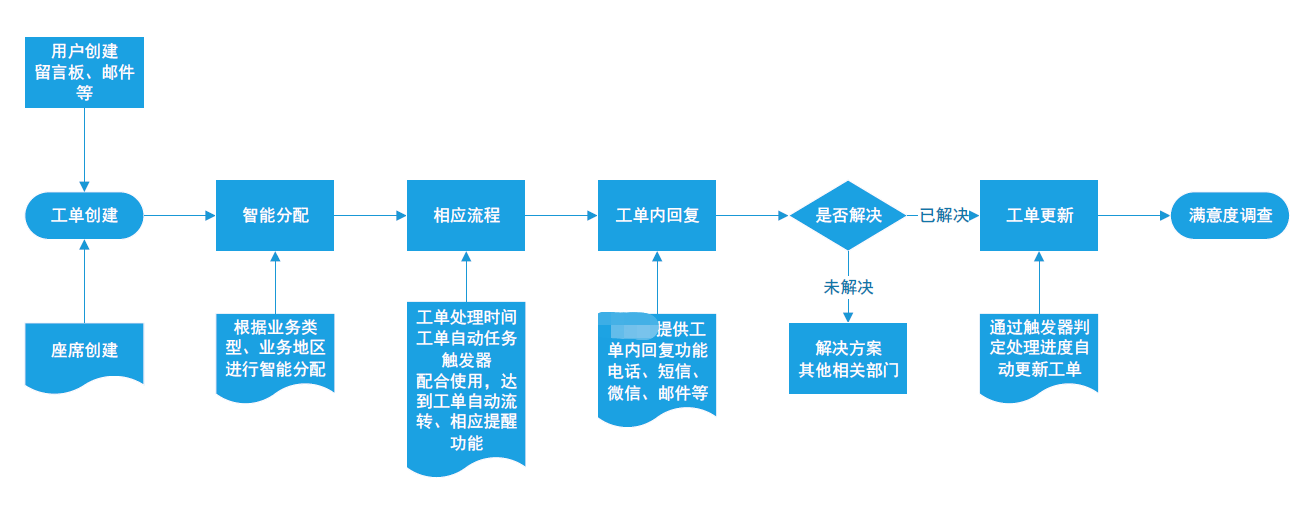 用户创建
留言板、邮件
等
工单创建
座席创建
智能分配
根据业务类
型、业务地区
进行智能分配
相应流程
工单处理时间
工单自动任务
触发器
配合使用，达
到工单自动流
转、相应提醒
功能
工单内回复
提供工
单内回复功能
电话、短信、
微信、邮件等
是否解决
已解决
未解决
解决方案
其他相关部门
工单更新
通过触发器判
定处理进度自
动更新工单
满意度调查